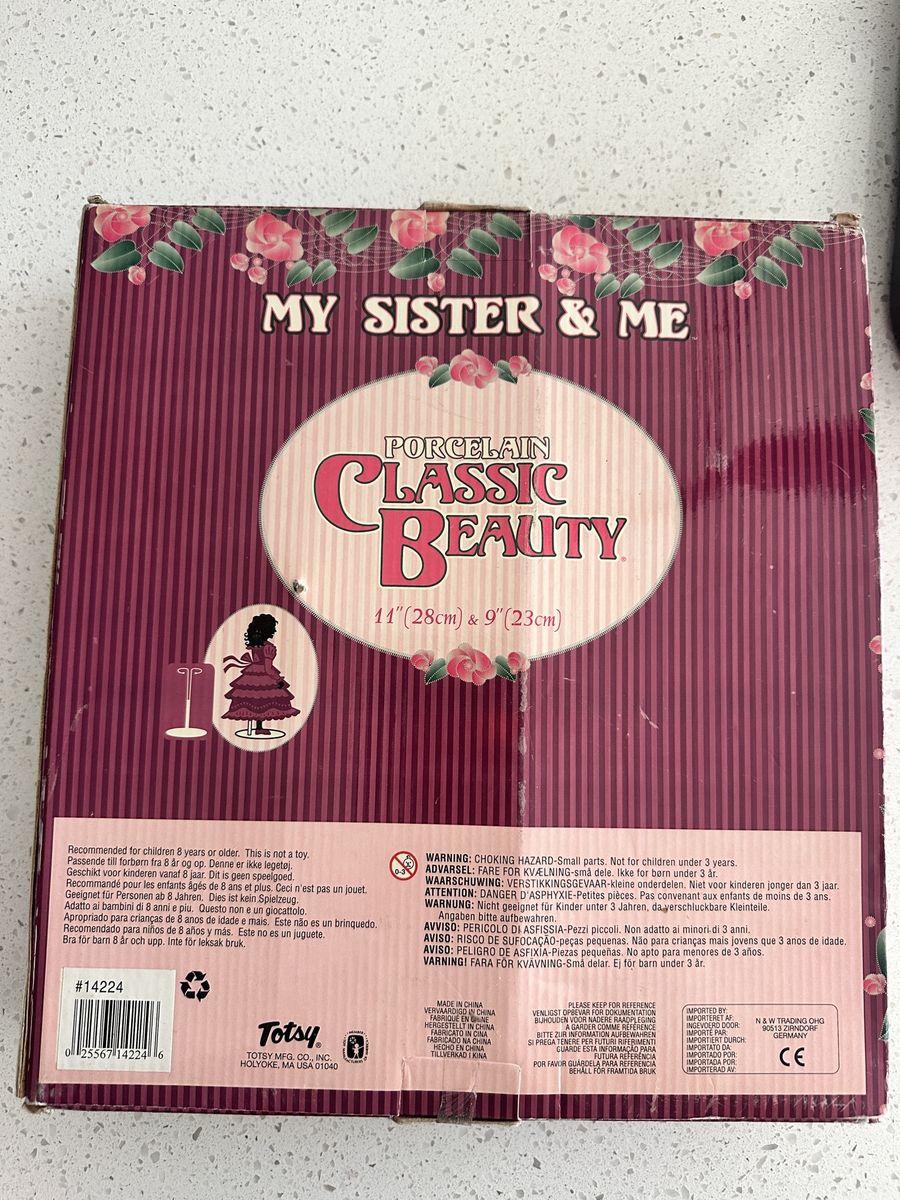 MY SISTER & ME™
PORCELAIN
CLASSIC
BEAUTY®
11"(28cm) & 9"(23cm)
Recommended for children 8 years or older. This is not a toy.
Passende till forbørn fra 8 år og op. Denne er ikke legetøj.
Geschikt voor kinderen vanaf 8 jaar. Dit is geen speelgoed.
Recommandé pour les enfants âgés de 8 ans et plus. Ceci n'est pas un jouet.
Geeignet für Personen ab 8 Jahren. Dies ist kein Spielzeug.
Adatto ai bambini di 8 anni e piu. Questo non e un giocattolo.
Apropriado para crianças de 8 anos de idade e mais. Este não es un brinquedo.
Recomendado para niños de 8 años y más. Este no es un juguete.
Bra för barn 8 år och upp. Inte för leksak bruk.
0-3
WARNING: CHOKING HAZARD-Small parts. Not for children under 3 years.
ADVARSEL: FARE FOR KVÆLNING-små dele. Ikke for børn under 3 år.
WAARSCHUWING: VERSTIKKINGSGEVAAR-kleine onderdelen. Niet voor kinderen jonger dan 3 jaar.
ATTENTION: DANGER D'ASPHYXIE-Petites pièces. Pas convenant aux enfants de moins de 3 ans.
WARNUNG: Nicht geeignet für Kinder unter 3 Jahren, da verschluckbare Kleinteile.
Angaben bitte aufbewahren.
AVVISO: PERICOLO DI ASFISSIA-Pezzi piccoli. Non adatto ai minori di 3 anni.
AVISO: RISCO DE SUFOCAÇÃO-peças pequenas. Não para crianças mais jovens que 3 anos de idade.
AVISO: PELIGRO DE ASFIXIA-Piezas pequeñas. No apto para menores de 3 años.
VARNING! FARA FÖR KVÄVNING-Små delar. Ej för barn under 3 år.
#14224
0 25567 14224 6
Totsy®
TOTSY MFG. CO., INC.
HOLYOKE, MA USA 01040
MADE IN CHINA
VERVAARDIGD IN CHINA
FABRIQUÉ EN CHINE
HERGESTELLT IN CHINA
FABRICATO IN CINA
FABRICADO NA CHINA
HECHO EN CHINA
TILLVERKAD I KINA
PLEASE KEEP FOR REFERENCE
VENLIGST OPBEVAR FOR DOKUMENTATION
BIJHOUDEN VOOR NADERE RAADPLEGING
A GARDER COMME RÉFÉRENCE
BITTE ZUR INFORMATION AUFBEWAHREN
SI PREGA TENERE PER FUTURI RIFERIMENTI
GUARDE ESTA INFORMAÇÃO PARA
FUTURA REFERÊNCIA
POR FAVOR GUÁRDELA PARA REFERENCIA
BEHÅLL FÖR FRAMTIDA BRUK
IMPORTED BY:
IMPORTERET AF:
INGEVOERD DOOR:
IMPORTÉ PAR:
IMPORTIERT DURCH:
IMPORTATO DA:
IMPORTADO POR:
IMPORTADO POR:
IMPORTERAD AV:
N & W TRADING OHG
90513 ZIRNDORF
GERMANY
CE